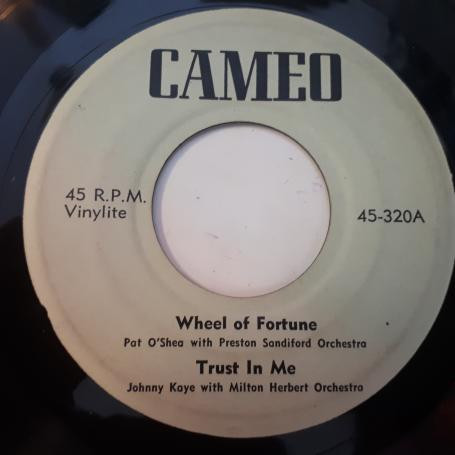 CAMEO
45 R.P.M.
Vinylite
45-320A
Wheel of Fortune
Pat O'Shea with Preston Sandiford Orchestra
Trust In Me
Johnny Kaye with Milton Herbert Orchestra